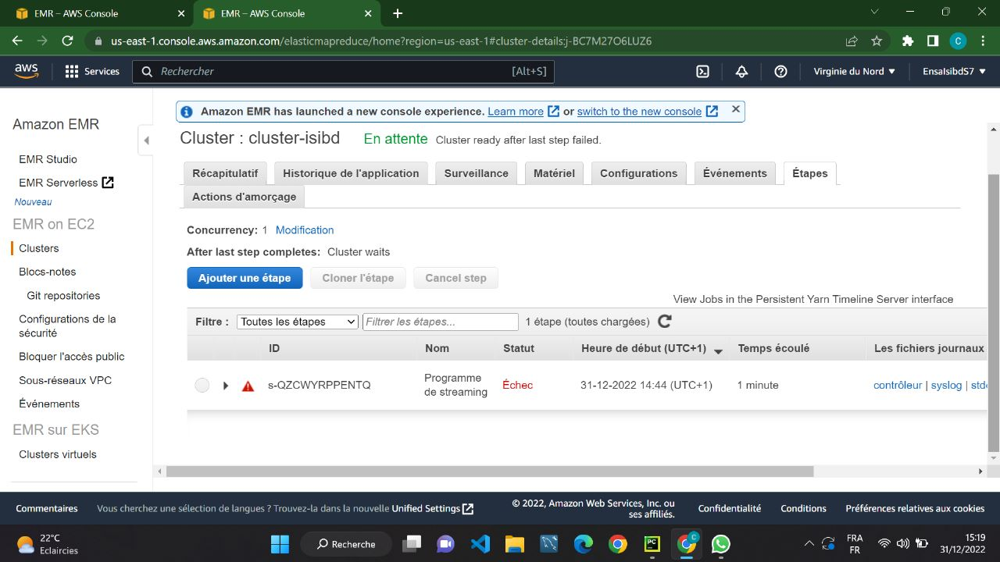 EMR – AWS Console
EMR – AWS Console
us-east-1.console.aws.amazon.com/elasticmapreduce/home?region=us-east-1#cluster-details:j-BC7M27O6LUZ6
C
aws
Services
Rechercher
[Alt+S]
Virginie du Nord
EnsaIsibdS7
Amazon EMR has launched a new console experience. Learn more or switch to the new console
Amazon EMR
EMR Studio
EMR Serverless
Nouveau
EMR on EC2
Clusters
Blocs-notes
Git repositories
Configurations de la
sécurité
Bloquer l'accès public
Sous-réseaux VPC
Événements
EMR sur EKS
Clusters virtuels
Cluster : cluster-isibd En attente Cluster ready after last step failed.
Récapitulatif Historique de l'application Surveillance Matériel Configurations Événements Étapes
Actions d'amorçage
Concurrency: 1 Modification
After last step completes: Cluster waits
Ajouter une étape Cloner l'étape Cancel step
View Jobs in the Persistent Yarn Timeline Server interface
Filtre : Toutes les étapes Filtrer les étapes... 1 étape (toutes chargées)
ID Nom Statut Heure de début (UTC+1) Temps écoulé Les fichiers journaux
s-QZCWYRPPENTQ Programme
de streaming Échec 31-12-2022 14:44 (UTC+1) 1 minute contrôleur | syslog |
Commentaires Vous cherchez une sélection de langues ? Trouvez-la dans la nouvelle Unified Settings
© 2022, Amazon Web Services, Inc. ou
ses affiliés.
Confidentialité Conditions Préférences relatives aux cookies
22°C
Eclaircies
Recherche
PC
C
FRA
FR
15:19
31/12/2022